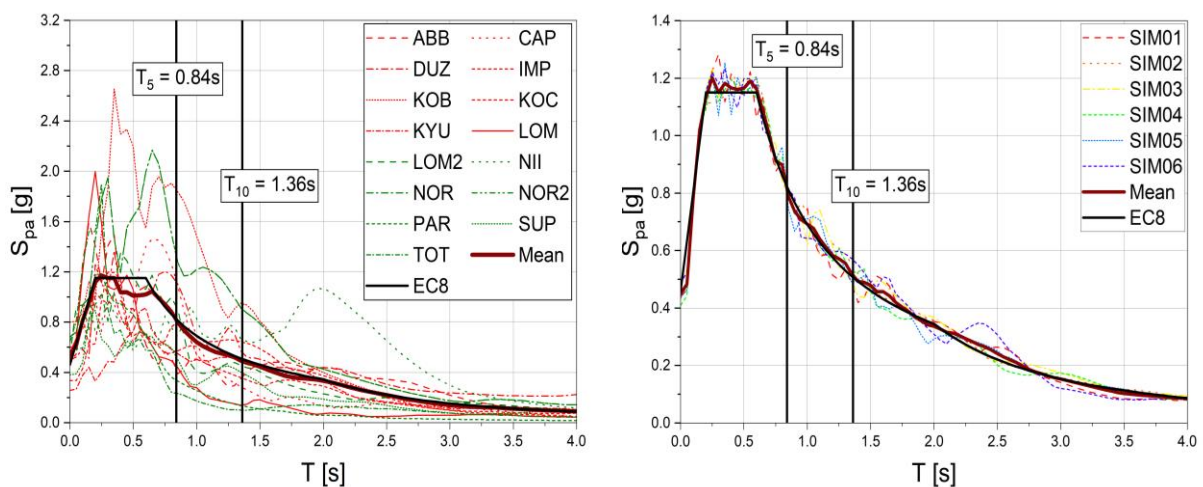 3.2
2.8
2.4
2.0
1.6
1.2
0.8
0.4
0.0
Spa [g]
0.0 0.5 1.0 1.5 2.0 2.5 3.0 3.5 4.0
T [s]
T5 = 0.84s
T10 = 1.36s
ABB CAP
DUZ IMP
KOB KOC
KYU LOM
LOM2 NII
NOR NOR2
PAR SUP
TOT Mean
EC8
1.4
1.2
1.0
0.8
0.6
0.4
0.2
0.0
Spa [g]
0.0 0.5 1.0 1.5 2.0 2.5 3.0 3.5 4.0
T [s]
T5 = 0.84s
T10 = 1.36s
SIM01
SIM02
SIM03
SIM04
SIM05
SIM06
Mean
EC8